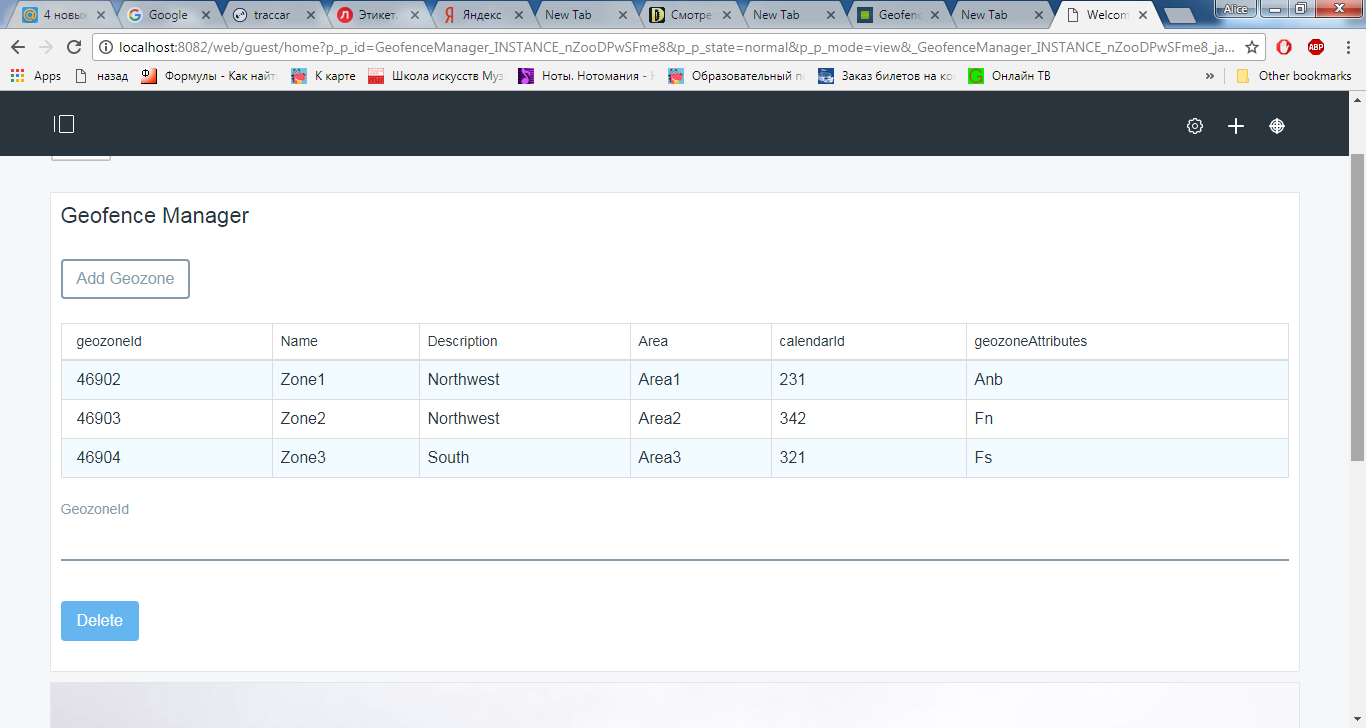 4 новых
Google
traccar
Этикет.
Яндекс
New Tab
Смотре
New Tab
Geofenc
New Tab
Welcom
Alice
localhost:8082/web/guest/home?p_p_id=GeofenceManager_INSTANCE_nZooDPwSFme8&p_p_state=normal&p_p_mode=view&_GeofenceManager_INSTANCE_nZooDPwSFme8_ja...
ABP
Apps
назад
Формулы - Как найт
К карте
Школа искусств Муз
Ноты. Нотомания - Н
Образовательный п
Заказ билетов на ко
Онлайн ТВ
»
Other bookmarks
Geofence Manager
Add Geozone
geozoneId Name Description Area calendarId geozoneAttributes
46902 Zone1 Northwest Area1 231 Anb
46903 Zone2 Northwest Area2 342 Fn
46904 Zone3 South Area3 321 Fs
GeozoneId
Delete